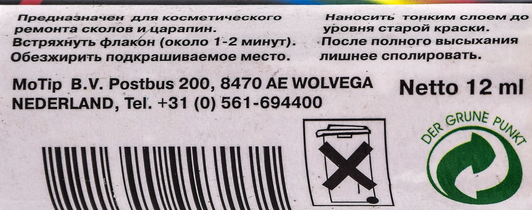 Предназначен для косметического
ремонта сколов и царапин.
Встряхнуть флакон (около 1-2 минут).
Обезжирить подкрашиваемое место.
Наносить тонким слоем до
уровня старой краски.
После полного высыхания
лишнее сполировать.
MoTip B.V. Postbus 200, 8470 AE WOLVEGA
NEDERLAND, Tel. +31 (0) 561-694400
Netto 12 ml
DER GRÜNE PUNKT